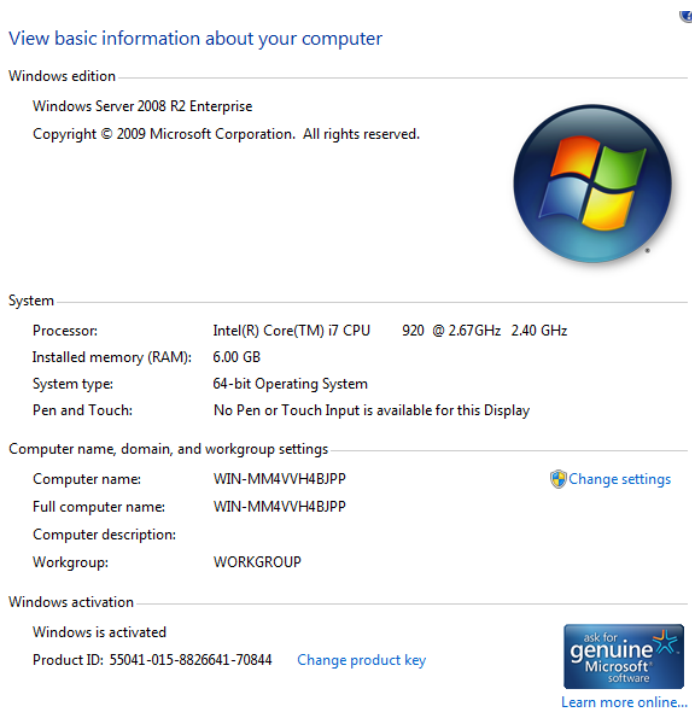 View basic information about your computer
Windows edition
Windows Server 2008 R2 Enterprise
Copyright © 2009 Microsoft Corporation.  All rights reserved.
System
Processor: Intel(R) Core(TM) i7 CPU 920 @ 2.67GHz 2.40 GHz
Installed memory (RAM): 6.00 GB
System type: 64-bit Operating System
Pen and Touch: No Pen or Touch Input is available for this Display
Computer name, domain, and workgroup settings
Computer name: WIN-MM4VVH4BJPP Change settings
Full computer name: WIN-MM4VVH4BJPP
Computer description:
Workgroup: WORKGROUP
Windows activation
Windows is activated
Product ID: 55041-015-8826641-70844 Change product key
ask for
genuine
Microsoft
software
Learn more online...